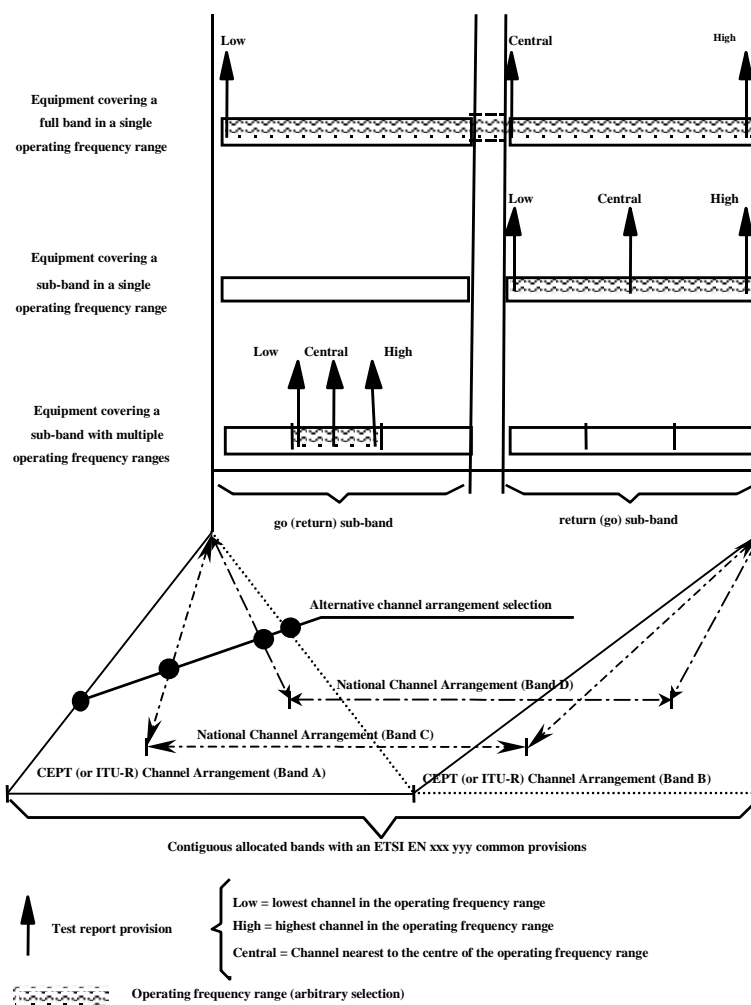 Low
Central
High
Equipment covering a
full band in a single
operating frequency range
Low
Central
High
Equipment covering a
sub-band in a single
operating frequency range
Low
Central
High
Equipment covering a
sub-band with multiple
operating frequency ranges
go (return) sub-band
return (go) sub-band
Alternative channel arrangement selection
National Channel Arrangement (Band D)
National Channel Arrangement (Band C)
CEPT (or ITU-R) Channel Arrangement (Band A)
CEPT (or ITU-R) Channel Arrangement (Band B)
Contiguous allocated bands with an ETSI EN xxx yyy common provisions
Test report provision
Low = lowest channel in the operating frequency range
High = highest channel in the operating frequency range
Central = Channel nearest to the centre of the operating frequency range
Operating frequency range (arbitrary selection)